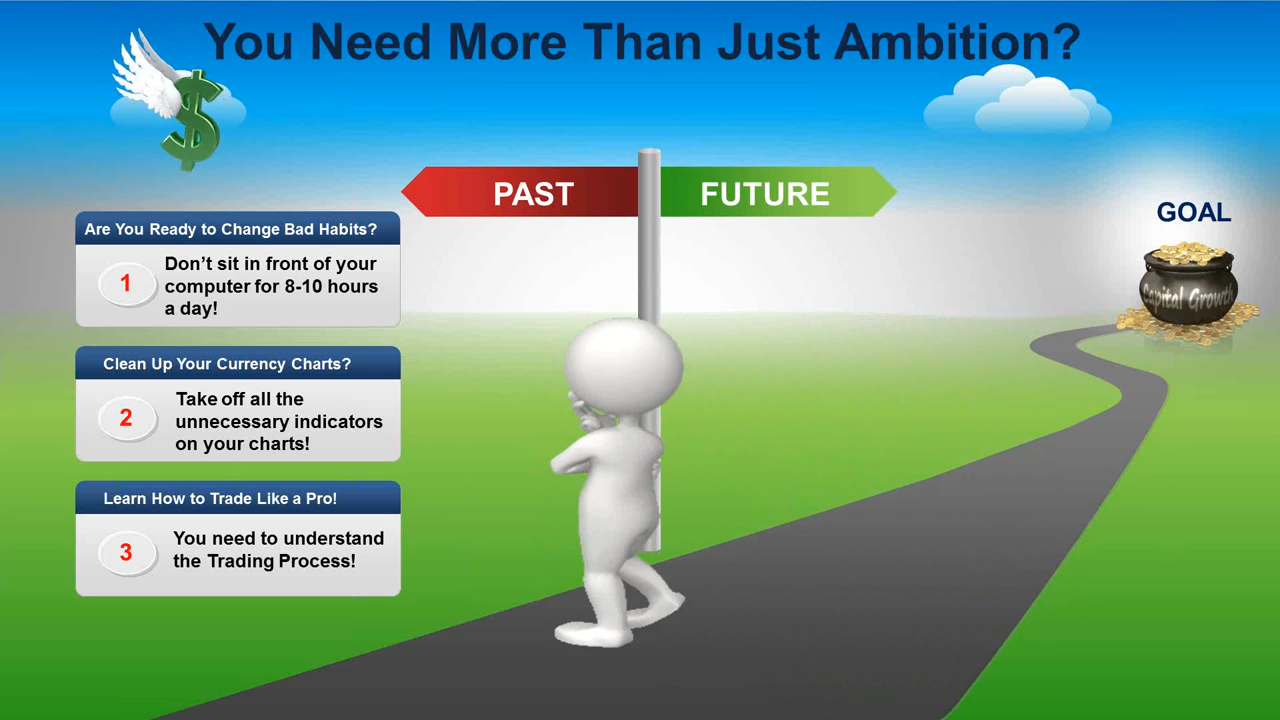 You Need More Than Just Ambition?
PAST
FUTURE
GOAL
Capital Growth
Are You Ready to Change Bad Habits?
1
Don't sit in front of your
computer for 8-10 hours
a day!
Clean Up Your Currency Charts?
2
Take off all the
unnecessary indicators
on your charts!
Learn How to Trade Like a Pro!
3
You need to understand
the Trading Process!